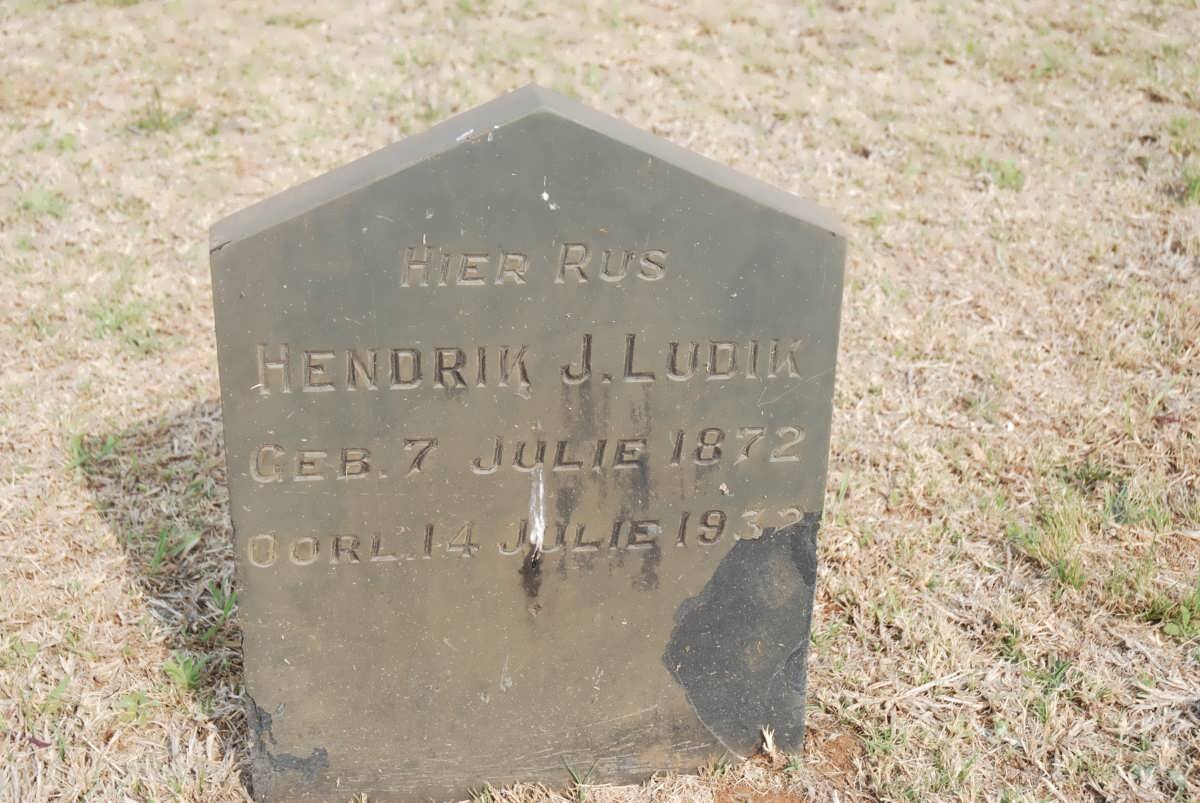 HIER RUS
HENDRIK J. LUDIK
GEB. 7 JULIE 1872
OORL. 14 JULIE